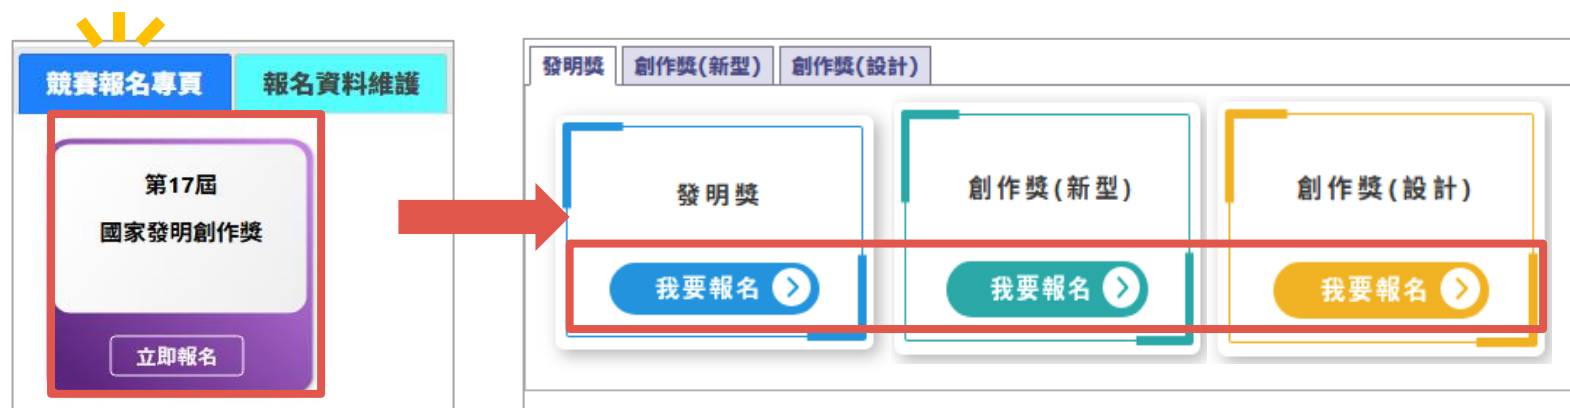 競賽報名專頁
報名資料維護
第17屆
國家發明創作獎
立即報名
發明獎
創作獎(新型)
創作獎(設計)
發明獎
創作獎(新型)
創作獎(設計)
我要報名
我要報名
我要報名